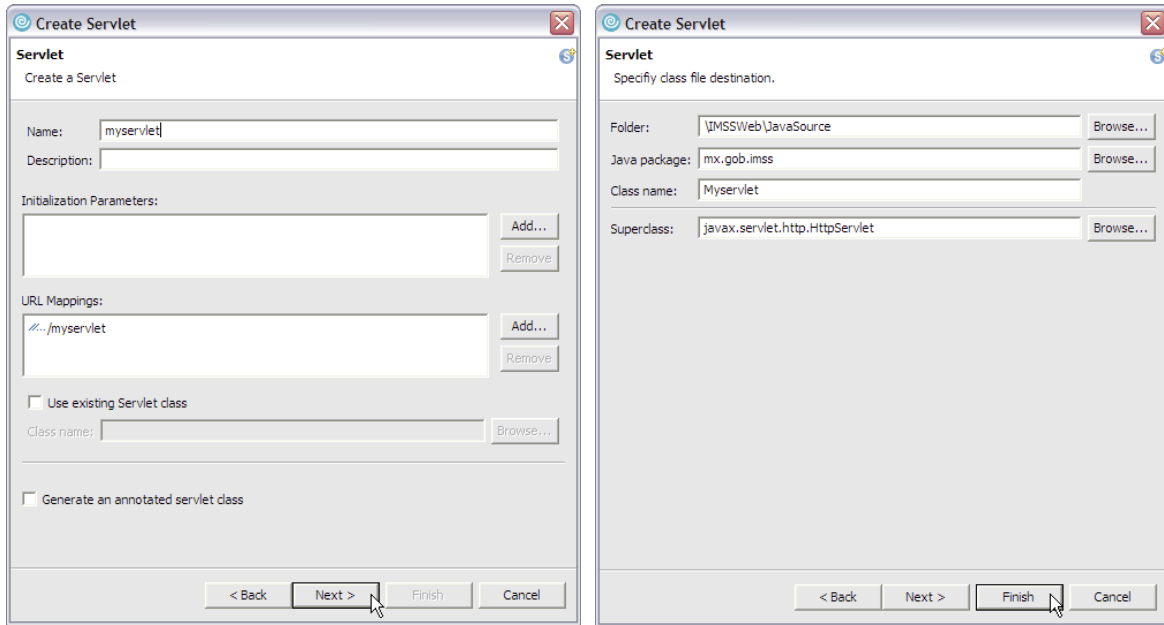 Create Servlet
Servlet
Create a Servlet
Name: myservlet
Description:
Initialization Parameters:
Add...
Remove
URL Mappings:
/myservlet
Add...
Remove
Use existing Servlet class
Class name: Browse...
Generate an annotated servlet class
< Back Next > Finish Cancel
Create Servlet
Servlet
Specifiy class file destination.
Folder: \IMSSWeb\JavaSource Browse...
Java package: mx.gob.imss Browse...
Class name: Myservlet
Superclass: javax.servlet.http.HttpServlet Browse...
< Back Next > Finish Cancel